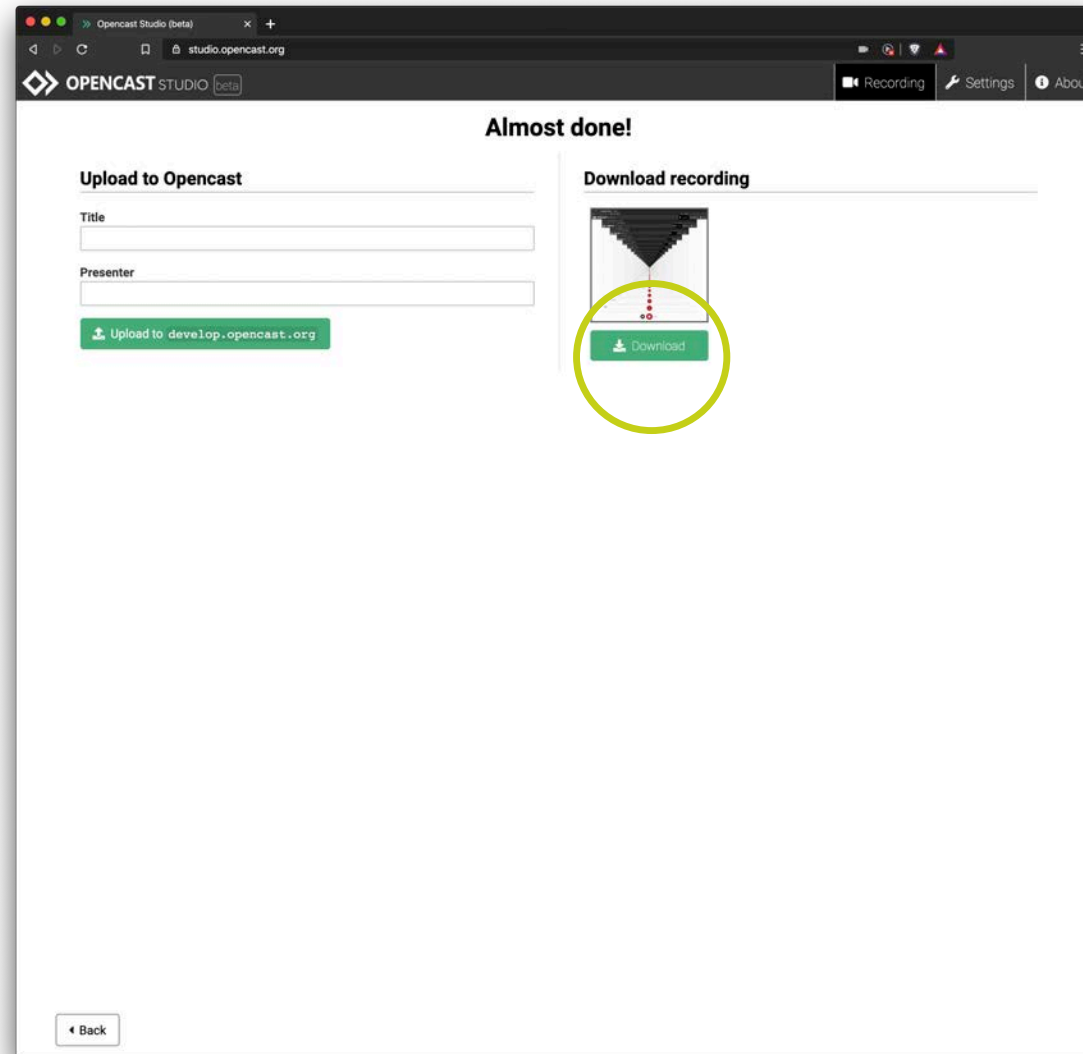 Opencast Studio (beta)
studio.opencast.org
OPENCAST STUDIO beta
Recording
Settings
Abou
Almost done!
Upload to Opencast
Title
Presenter
Upload to develop.opencast.org
Download recording
Download
Back